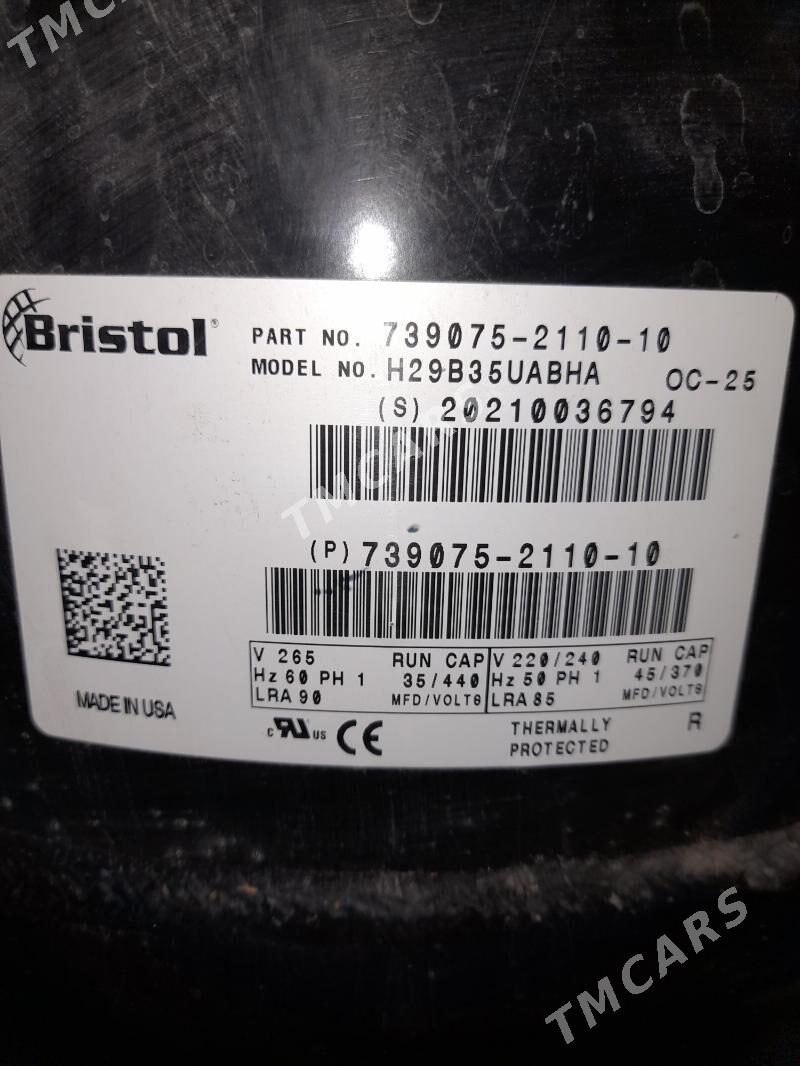 TMCARS
Bristol®
PART NO. 739075-2110-10
MODEL NO. H29B35UABHA OC-25
(S) 20210036794
TMCARS
(P) 739075-2110-10
V 265 RUN CAP V 220/240 RUN CAP
Hz 60 PH 1 35/440 Hz 50 PH 1 45/370
LRA 90 MFD/VOLTS LRA 85 MFD/VOLTS
MADE IN USA
c RU US CE THERMALLY PROTECTED R
TMCARS